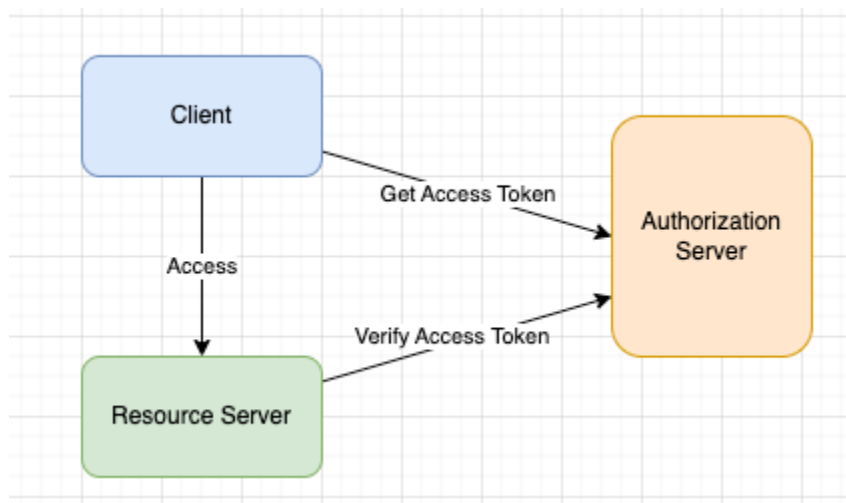 Client
Get Access Token
Authorization
Server
Access
Verify Access Token
Resource Server